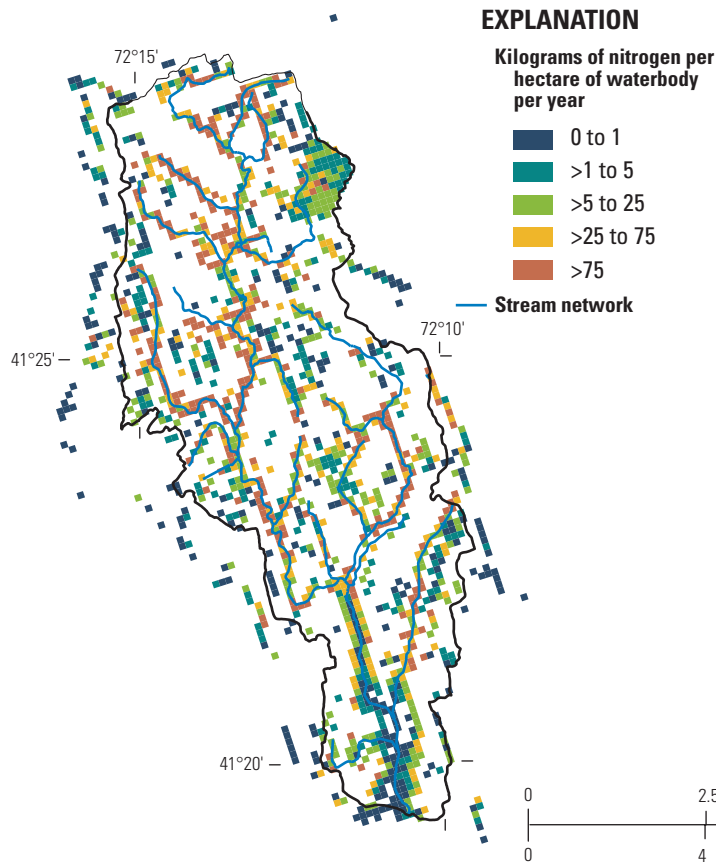 EXPLANATION
Kilograms of nitrogen per
hectare of waterbody
per year
0 to 1
>1 to 5
>5 to 25
>25 to 75
>75
Stream network
72°15'
72°10'
41°25'
41°20'
0
2.5
0
4